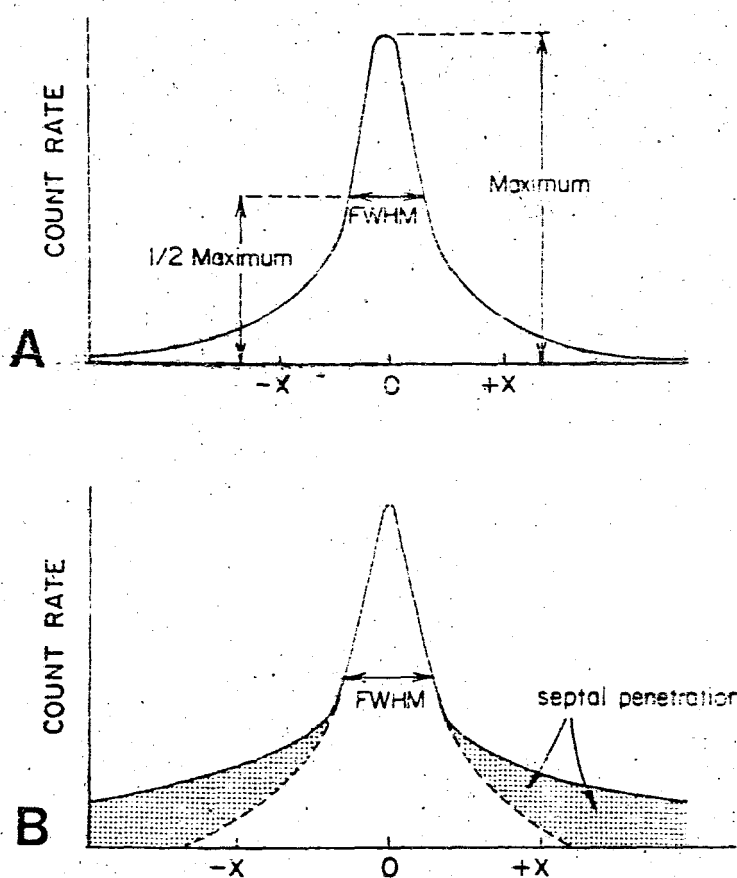 COUNT RATE
Maximum
FWHM
1/2 Maximum
A
-X 0 +X
COUNT RATE
FWHM
septal penetration
B
-X 0 +X